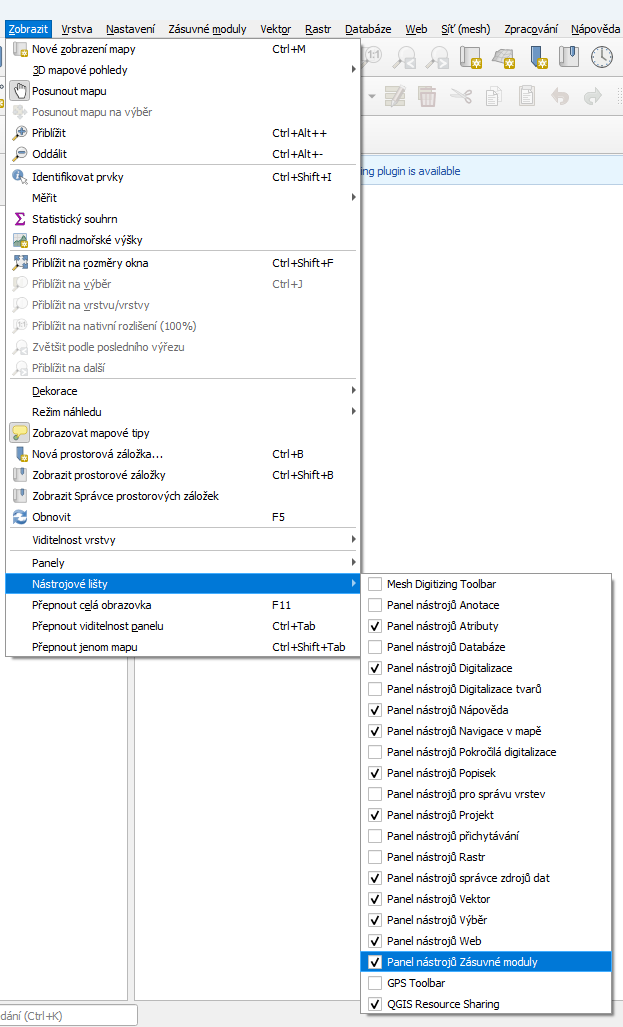 Zobrazit Vrstva Nastavení Zásuvné moduly Vektor Rastr Databáze Web Síť (mesh) Zpracování Nápověda
Nové zobrazení mapy Ctrl+M
3D mapové pohledy
Posunout mapu
Posunout mapu na výběr
Přiblížit Ctrl+Alt++
Oddálit Ctrl+Alt+-
ing plugin is available
Identifikovat prvky Ctrl+Shift+I
Měřit
Statistický souhrn
Profil nadmořské výšky
Přiblížit na rozměry okna Ctrl+Shift+F
Přiblížit na výběr Ctrl+J
Přiblížit na vrstvu/vrstvy
Přiblížit na nativní rozlišení (100%)
Zvětšit podle posledního výřezu
Přiblížit na další
Dekorace
Režim náhledu
Zobrazovat mapové tipy
Nová prostorová záložka... Ctrl+B
Zobrazit prostorové záložky Ctrl+Shift+B
Zobrazit Správce prostorových záložek
Obnovit F5
Viditelnost vrstvy
Panely
Nástrojové lišty
Přepnout celá obrazovka F11
Přepnout viditelnost panelu Ctrl+Tab
Přepnout jenom mapu Ctrl+Shift+Tab
Mesh Digitizing Toolbar
Panel nástrojů Anotace
Panel nástrojů Atributy
Panel nástrojů Databáze
Panel nástrojů Digitalizace
Panel nástrojů Digitalizace tvarů
Panel nástrojů Nápověda
Panel nástrojů Navigace v mapě
Panel nástrojů Pokročilá digitalizace
Panel nástrojů Popisek
Panel nástrojů pro správu vrstev
Panel nástrojů Projekt
Panel nástrojů přichytávání
Panel nástrojů Rastr
Panel nástrojů správce zdrojů dat
Panel nástrojů Vektor
Panel nástrojů Výběr
Panel nástrojů Web
Panel nástrojů Zásuvné moduly
GPS Toolbar
QGIS Resource Sharing
dání (Ctrl+K)